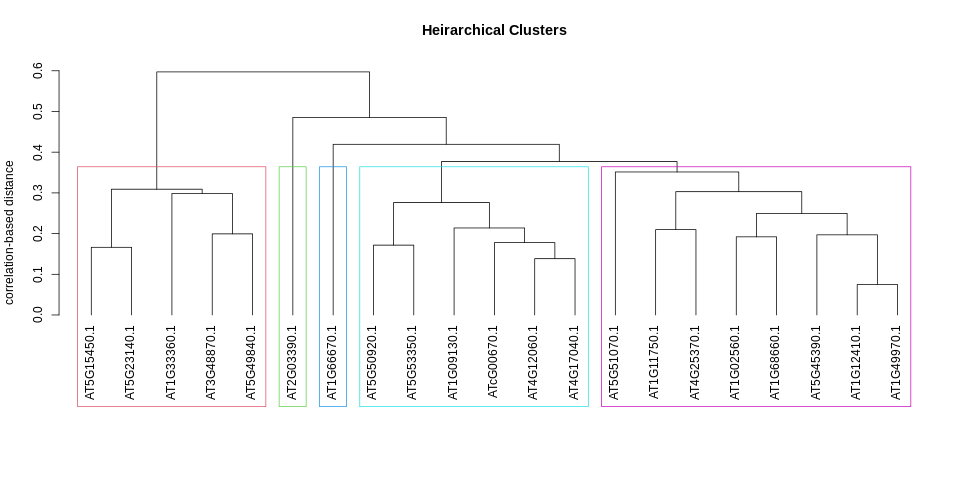 Heirarchical Clusters
correlation-based distance
0.6
0.5
0.4
0.3
0.2
0.1
0.0
AT5G15450.1
AT5G23140.1
AT1G33360.1
AT3G48870.1
AT5G49840.1
AT2G03390.1
AT1G66670.1
AT5G50920.1
AT5G53350.1
AT1G09130.1
ATcG00670.1
AT4G12060.1
AT4G17040.1
AT5G51070.1
AT1G11750.1
AT4G25370.1
AT1G02560.1
AT1G68660.1
AT5G45390.1
AT1G12410.1
AT1G49970.1